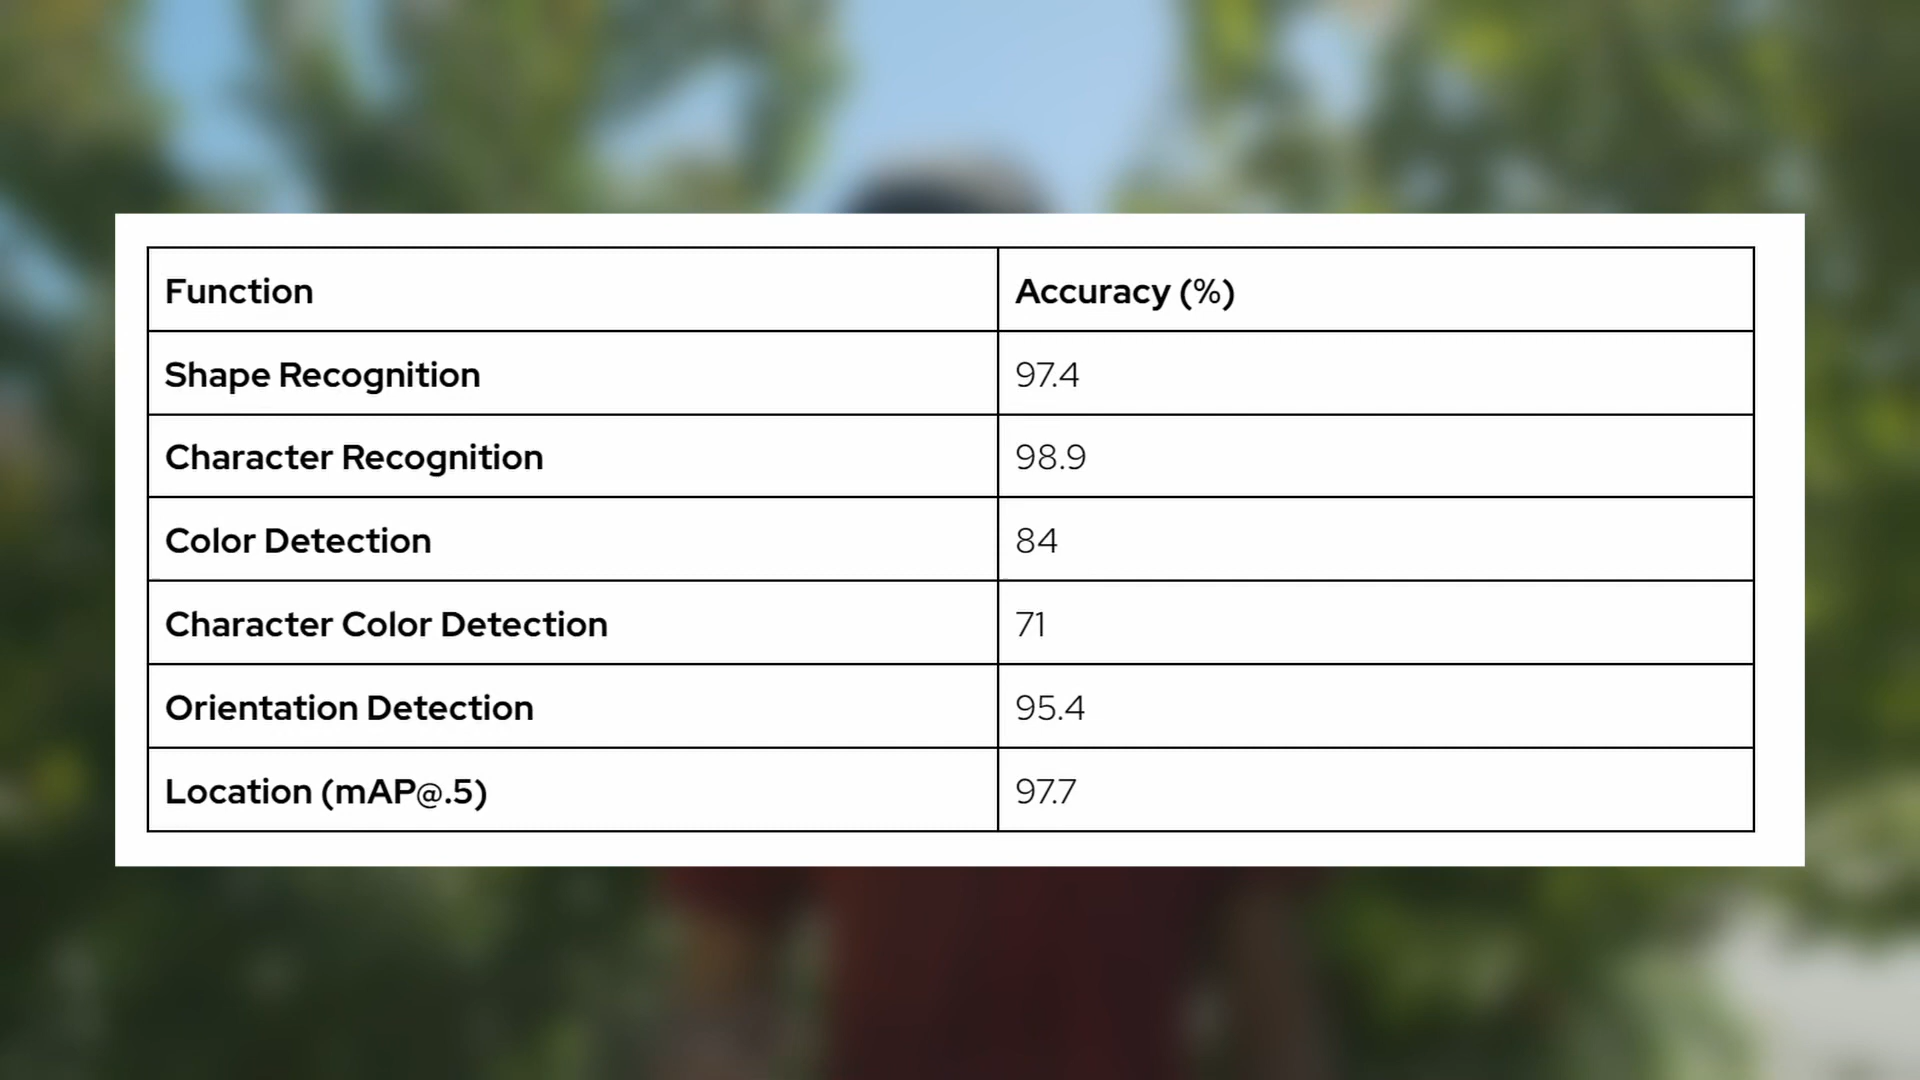 Function Accuracy (%)
Shape Recognition 97.4
Character Recognition 98.9
Color Detection 84
Character Color Detection 71
Orientation Detection 95.4
Location (mAP@.5) 97.7